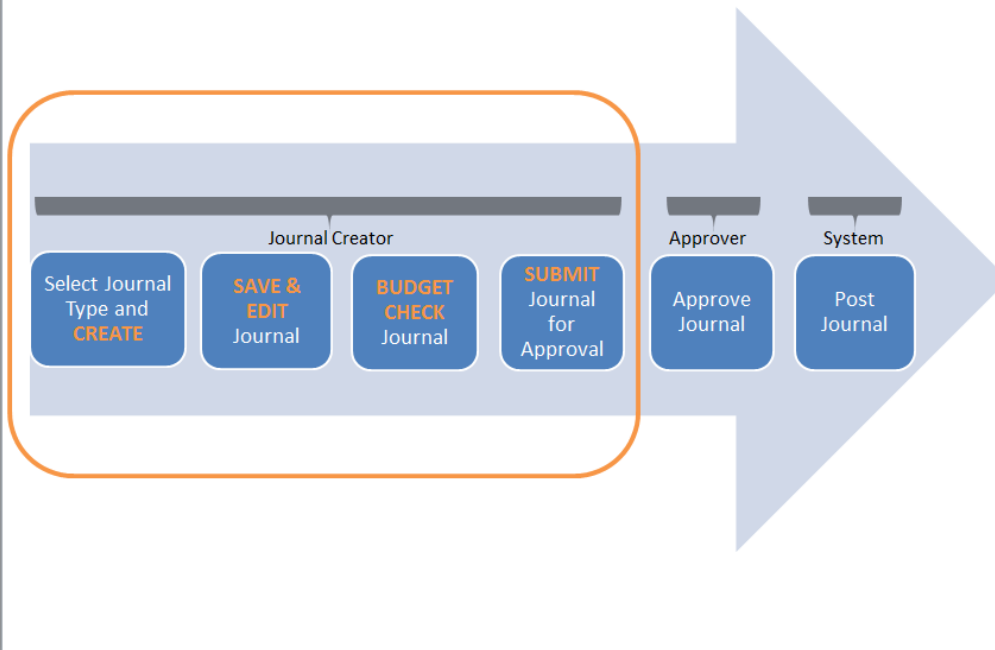 Journal Creator
Approver
System
Select Journal
Type and
CREATE
SAVE &
EDIT
Journal
BUDGET
CHECK
Journal
SUBMIT
Journal
for
Approval
Approve
Journal
Post
Journal